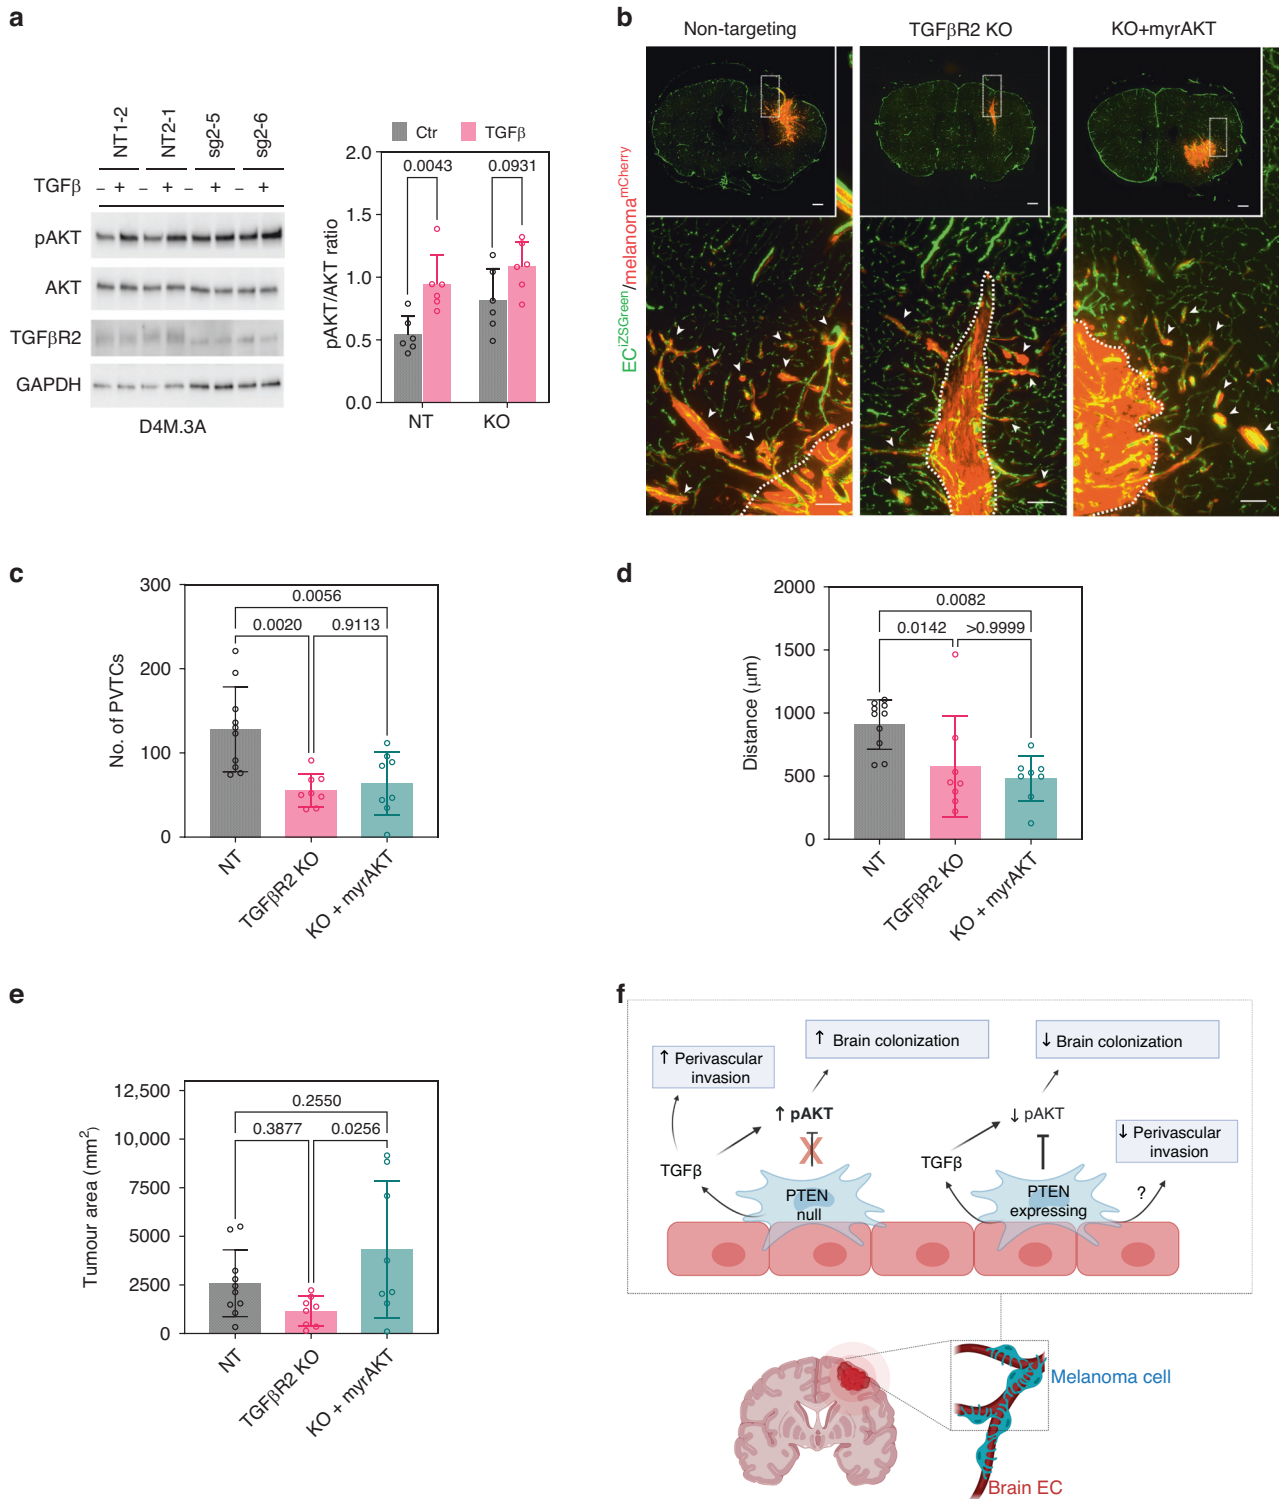 a
NT1-2
NT2-1
sg2-5
sg2-6
TGFβ
– + – + – + – +
pAKT
AKT
TGFβR2
GAPDH
D4M.3A
Ctr TGFβ
pAKT/AKT ratio
2.0
1.5
1.0
0.5
0.0
0.0043
0.0931
NT KO
b
Non-targeting
TGFβR2 KO
KO+myrAKT
EC^iZSGreen/melanoma^mCherry
c
No. of PVTCs
300
200
100
0
0.0056
0.0020
0.9113
NT
TGFβR2 KO
KO + myrAKT
d
Distance (μm)
2000
1500
1000
500
0
0.0082
0.0142
>0.9999
NT
TGFβR2 KO
KO + myrAKT
e
Tumour area (mm²)
12,500
10,000
7500
5000
2500
0
0.2550
0.3877
0.0256
NT
TGFβR2 KO
KO + myrAKT
f
↑ Perivascular
invasion
↑ Brain colonization
↑ pAKT
X
TGFβ
PTEN
null
↓ Brain colonization
↓ pAKT
↓ Perivascular
invasion
TGFβ
?
PTEN
expressing
Melanoma cell
Brain EC